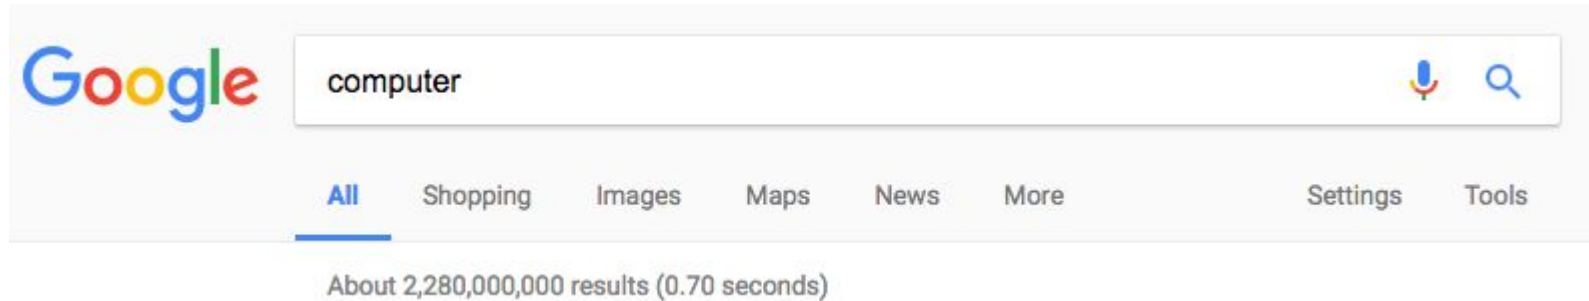 Google computer
All Shopping Images Maps News More Settings Tools
About 2,280,000,000 results (0.70 seconds)